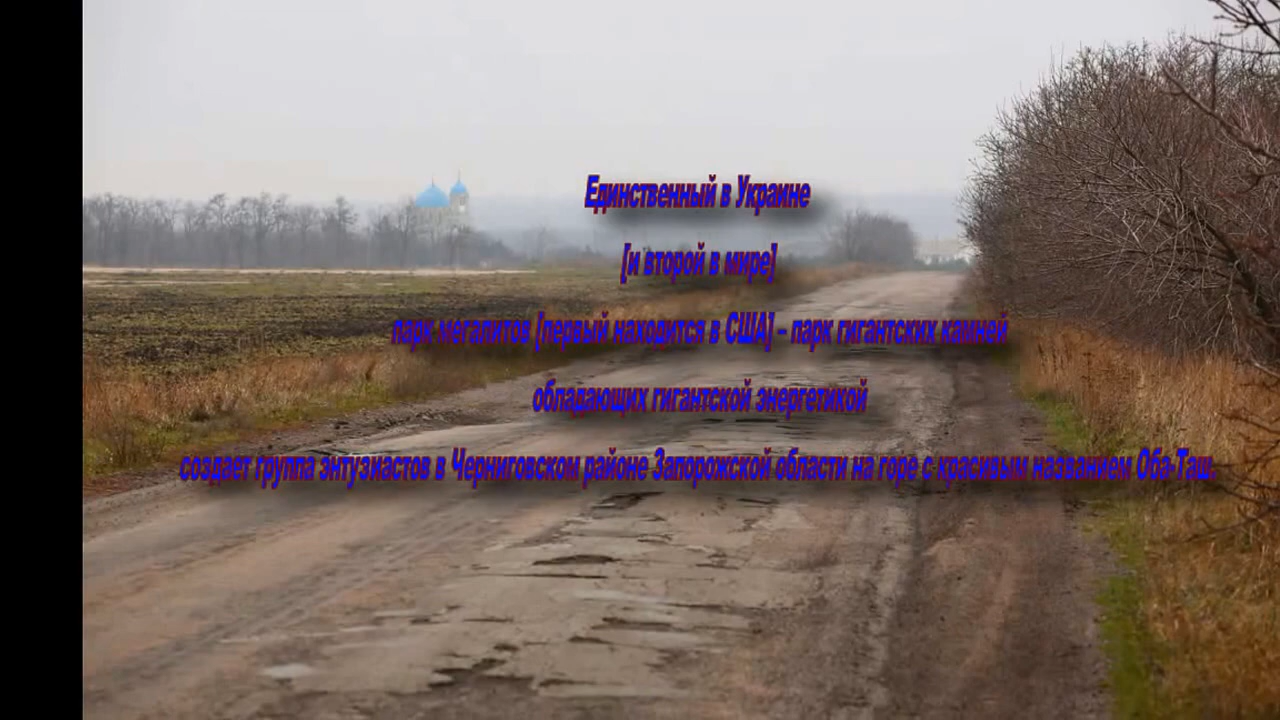 Единственный в Украине
[и второй в мире]
парк мегалитов [первый находится в США] – парк гигантских камней
обладающих гигантской энергетикой
создает группа энтузиастов в Черниговском районе Запорожской области на горе с красивым названием Оба-Таш.